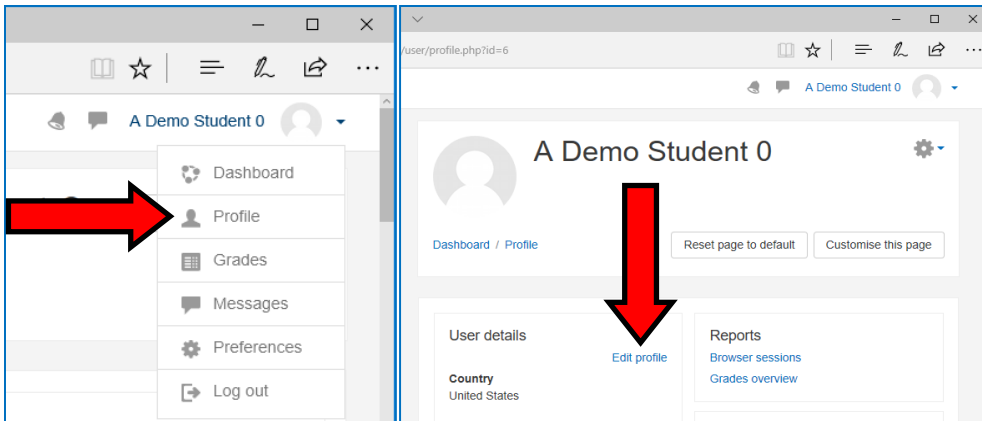 A Demo Student 0
Dashboard
Profile
Grades
Messages
Preferences
Log out
/user/profile.php?id=6
A Demo Student 0
A Demo Student 0
Dashboard / Profile
Reset page to default
Customise this page
User details
Edit profile
Country
United States
Reports
Browser sessions
Grades overview